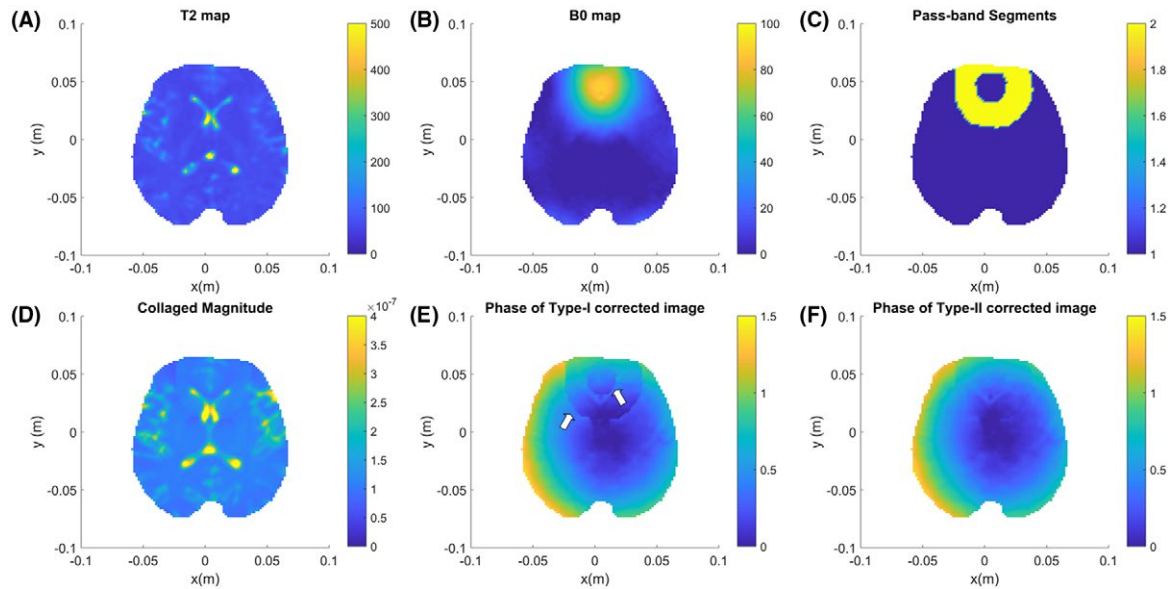 (A) T2 map
0.1
0.05
0
-0.05
-0.1
y (m)
-0.1 -0.05 0 0.05 0.1
x(m)
500
400
300
200
100
0
(B) B0 map
0.1
0.05
0
-0.05
-0.1
y (m)
-0.1 -0.05 0 0.05 0.1
x(m)
100
80
60
40
20
0
(C) Pass-band Segments
0.1
0.05
0
-0.05
-0.1
y (m)
-0.1 -0.05 0 0.05 0.1
x(m)
2
1.8
1.6
1.4
1.2
1
(D) Collaged Magnitude
0.1
0.05
0
-0.05
-0.1
y (m)
-0.1 -0.05 0 0.05 0.1
x(m)
×10-7
4
3.5
3
2.5
2
1.5
1
0.5
0
(E) Phase of Type-I corrected image
0.1
0.05
0
-0.05
-0.1
y (m)
-0.1 -0.05 0 0.05 0.1
x(m)
1.5
1
0.5
0
(F) Phase of Type-II corrected image
0.1
0.05
0
-0.05
-0.1
y (m)
-0.1 -0.05 0 0.05 0.1
x(m)
1.5
1
0.5
0